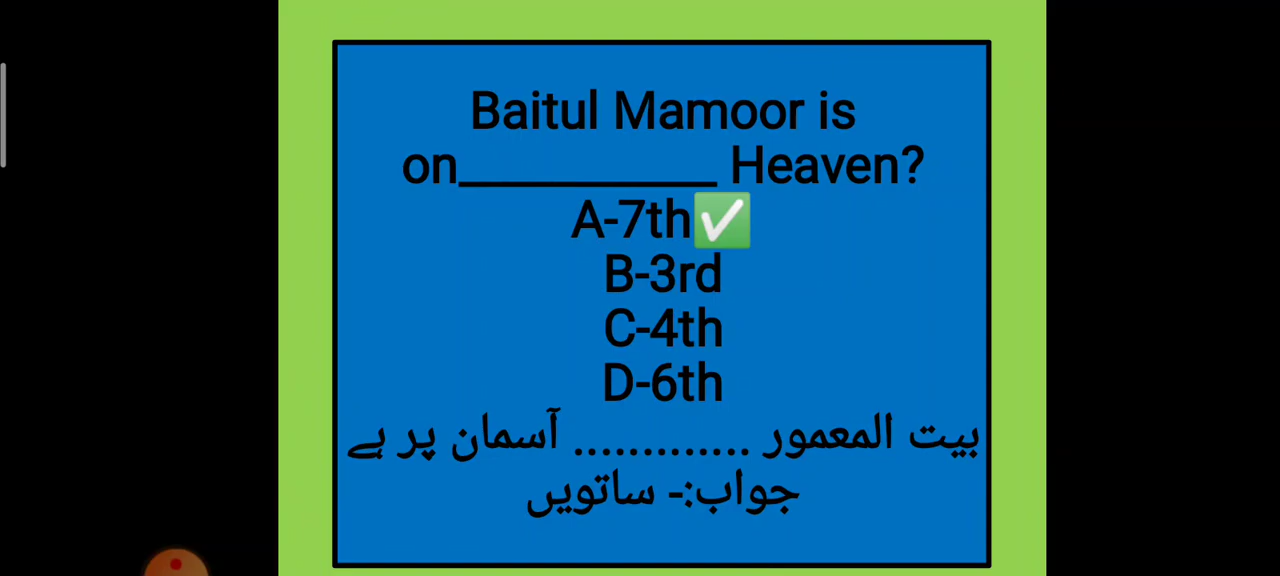 Baitul Mamoor is
on__________ Heaven?
A-7th✅
B-3rd
C-4th
D-6th
بیت المعمور ............. آسمان پر ہے
جواب:- ساتویں